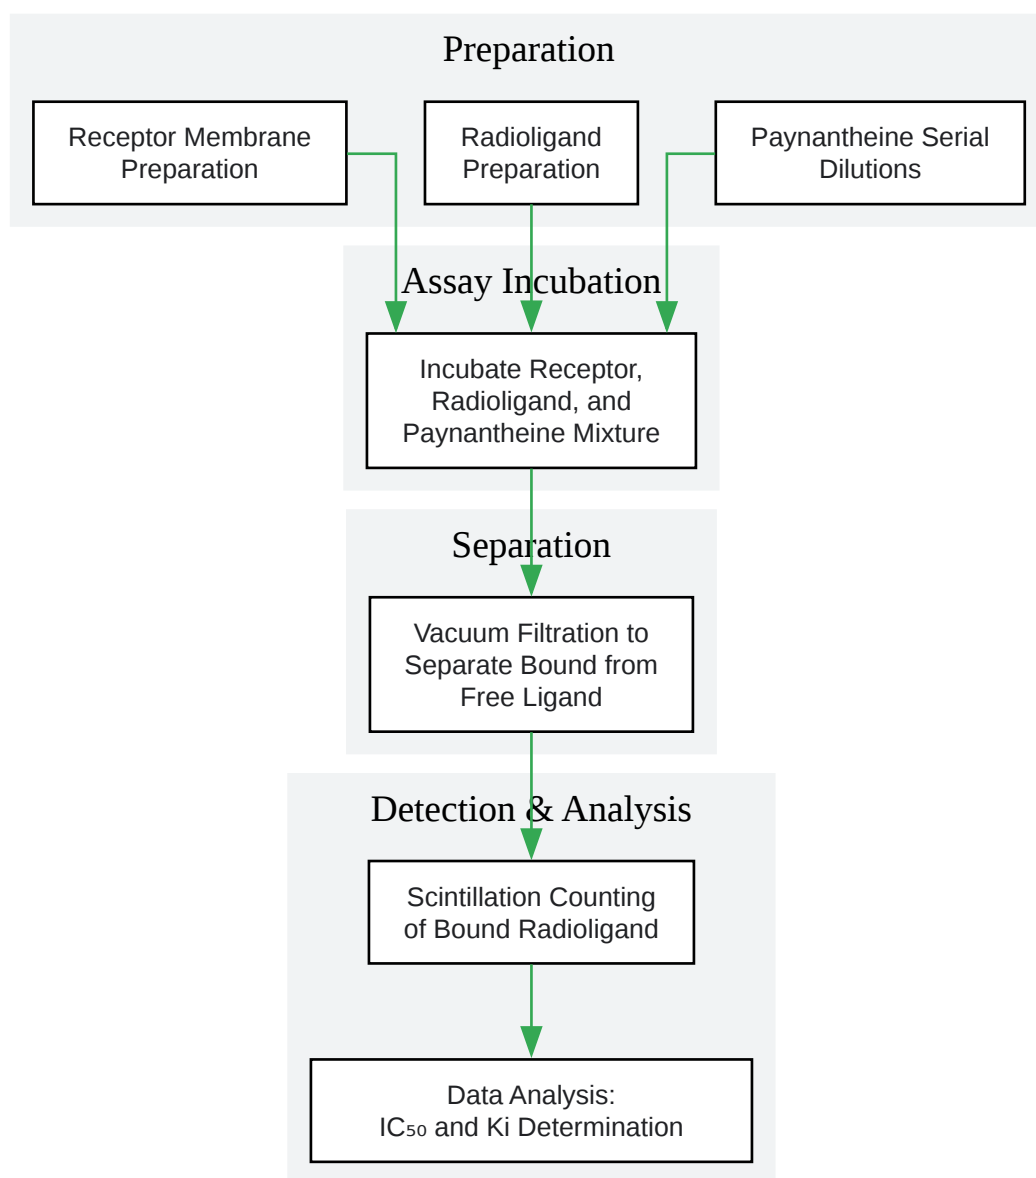 Preparation
Receptor Membrane
Preparation
Radioligand
Preparation
Paynantheine Serial
Dilutions
Assay Incubation
Incubate Receptor,
Radioligand, and
Paynantheine Mixture
Separation
Vacuum Filtration to
Separate Bound from
Free Ligand
Detection & Analysis
Scintillation Counting
of Bound Radioligand
Data Analysis:
IC₅₀ and Ki Determination